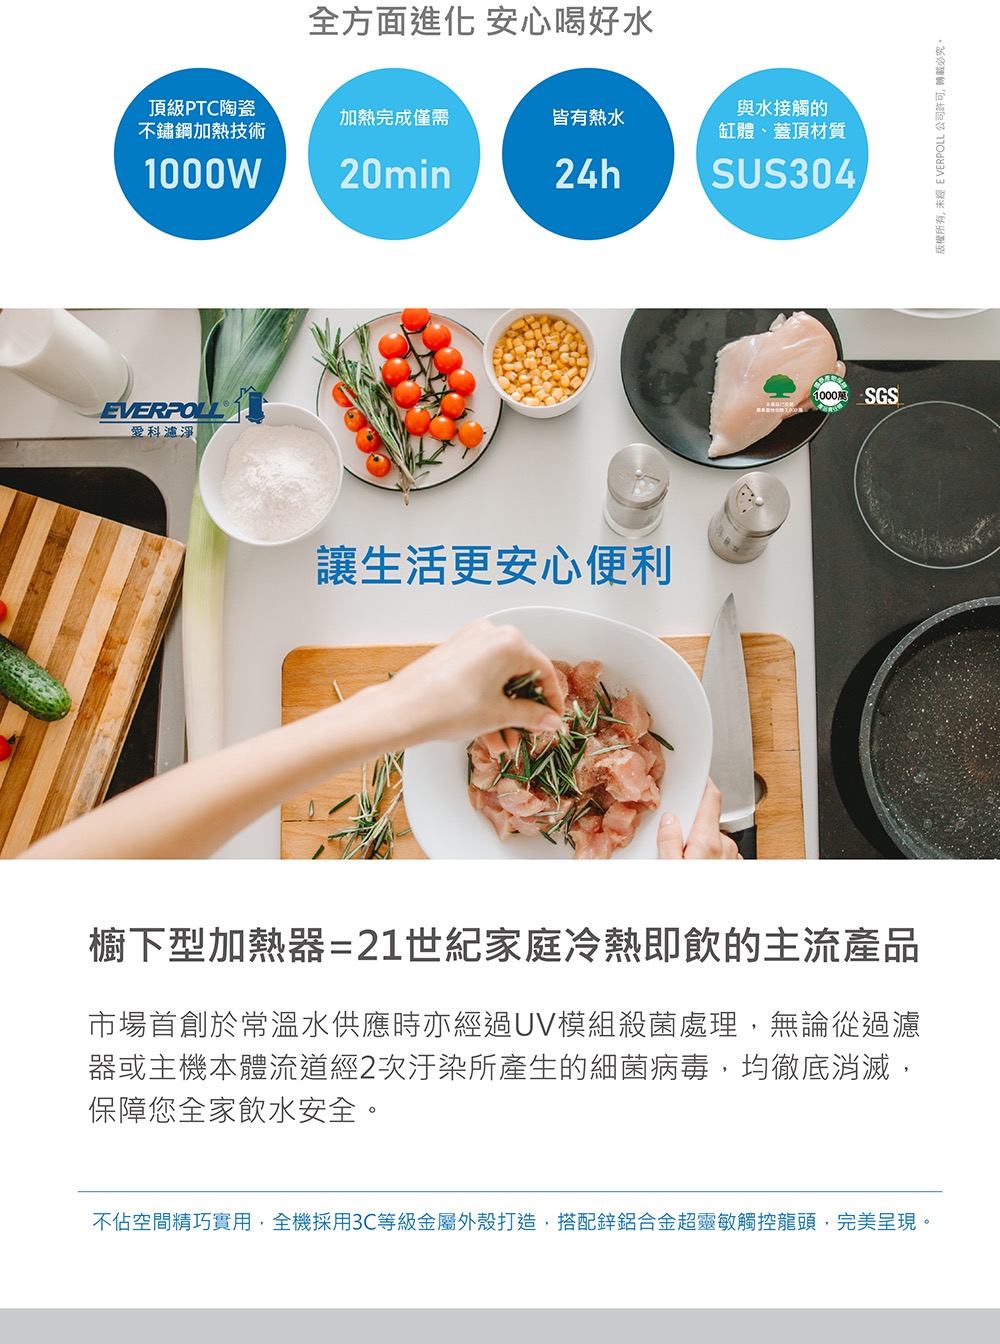 全方面進化 安心喝好水
頂級PTC陶瓷
不鏽鋼加熱技術
1000W
加熱完成僅需
20min
皆有熱水
24h
與水接觸的
缸體、蓋頂材質
SUS304
版權所有, 未經 EVERPOLL 公司許可, 轉載必究。
EVERPOLL®
愛科濾淨
1000萬
SGS
讓生活更安心便利
櫥下型加熱器=21世紀家庭冷熱即飲的主流產品
市場首創於常溫水供應時亦經過UV模組殺菌處理，無論從過濾
器或主機本體流道經2次汙染所產生的細菌病毒，均徹底消滅，
保障您全家飲水安全。
不佔空間精巧實用，全機採用3C等級金屬外殼打造，搭配鋅鋁合金超靈敏觸控龍頭，完美呈現。